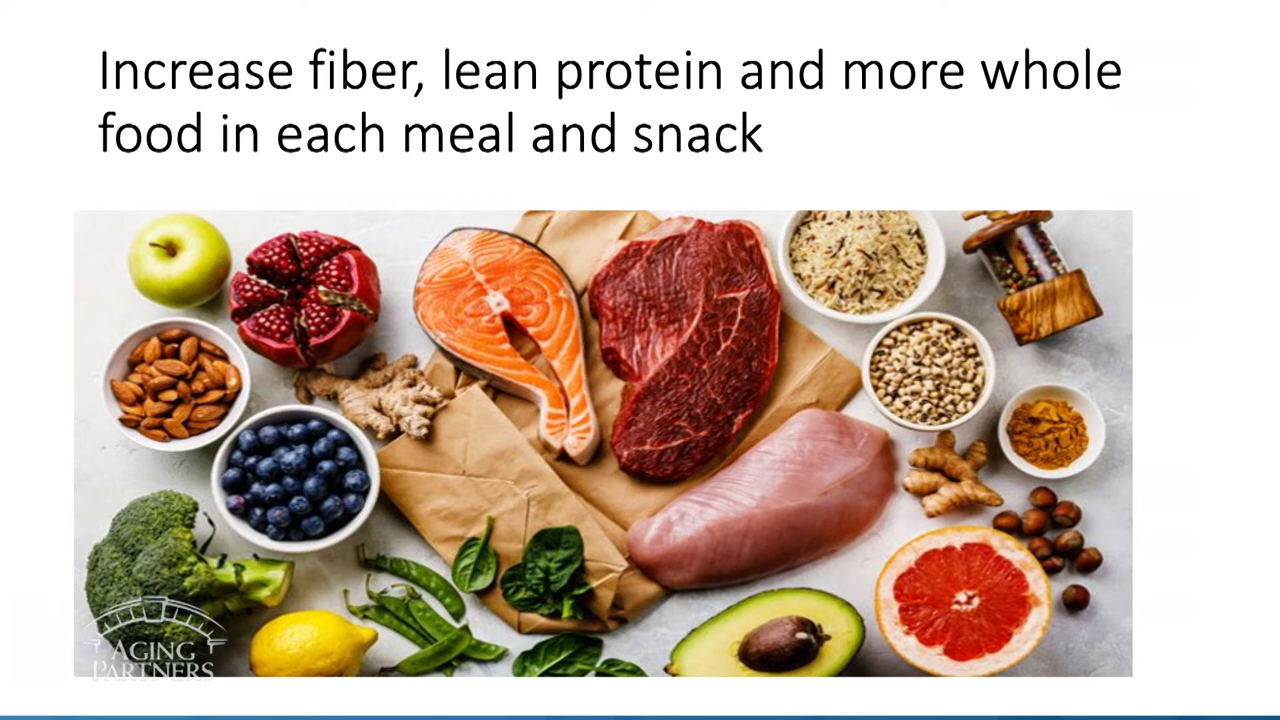 Increase fiber, lean protein and more whole
food in each meal and snack
AGING
PARTNERS